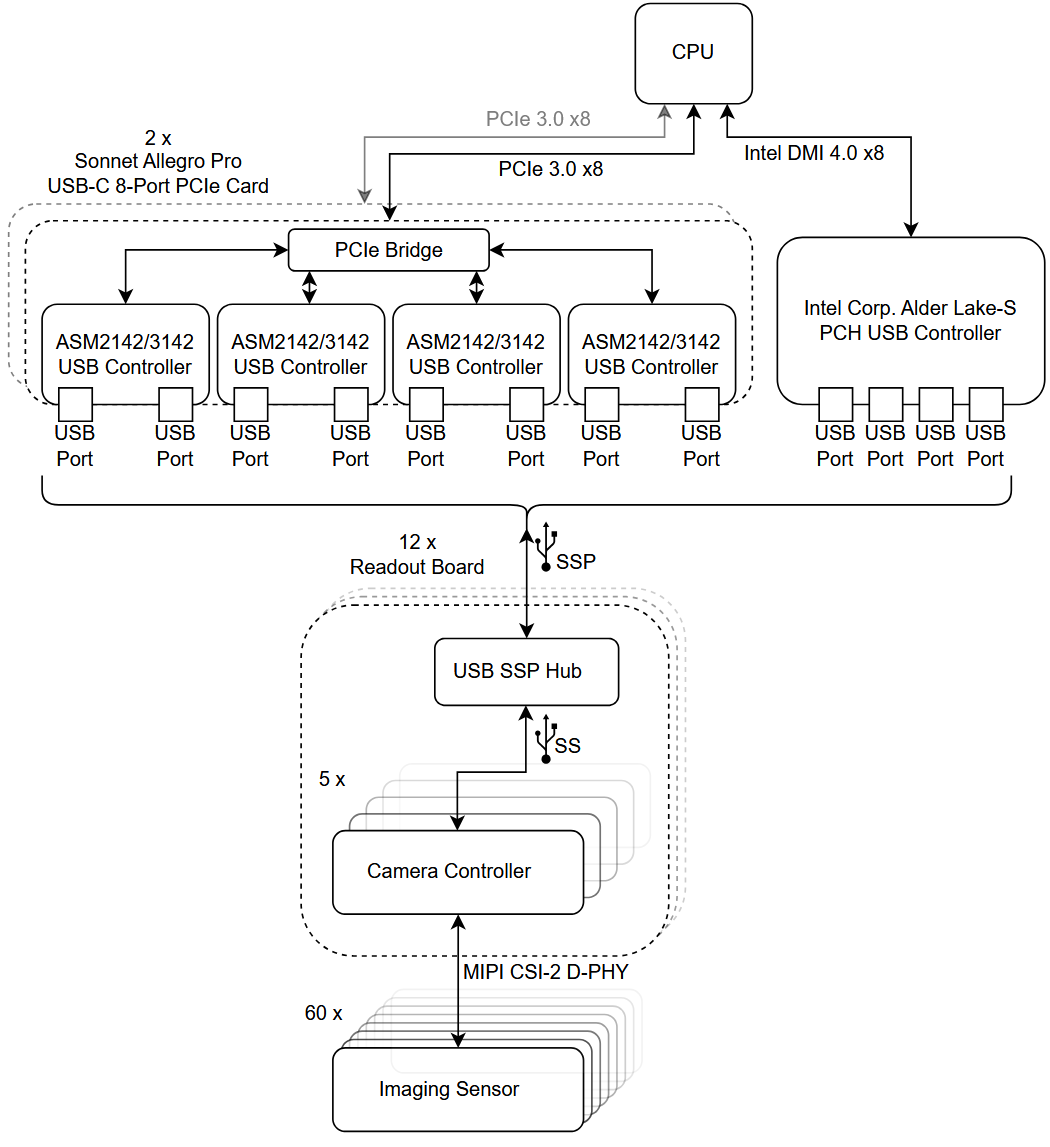 CPU
PCIe 3.0 x8
PCIe 3.0 x8
Intel DMI 4.0 x8
2 x
Sonnet Allegro Pro
USB-C 8-Port PCIe Card
PCIe Bridge
ASM2142/3142
USB Controller
ASM2142/3142
USB Controller
ASM2142/3142
USB Controller
ASM2142/3142
USB Controller
Intel Corp. Alder Lake-S
PCH USB Controller
USB
Port
USB
Port
USB
Port
USB
Port
USB
Port
USB
Port
USB
Port
USB
Port
USB
Port
USB
Port
USB
Port
USB
Port
12 x
Readout Board
SSP
USB SSP Hub
SS
5 x
Camera Controller
MIPI CSI-2 D-PHY
60 x
Imaging Sensor